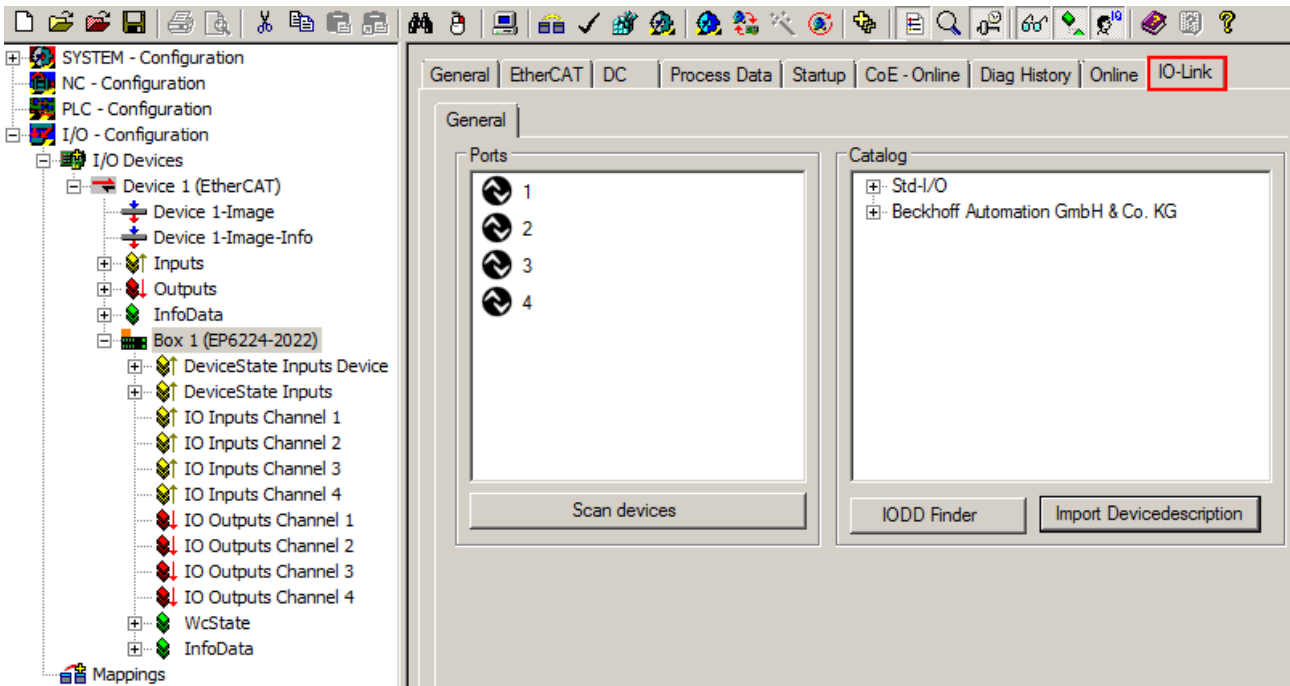 SYSTEM - Configuration
NC - Configuration
PLC - Configuration
I/O - Configuration
I/O Devices
Device 1 (EtherCAT)
Device 1-Image
Device 1-Image-Info
Inputs
Outputs
InfoData
Box 1 (EP6224-2022)
DeviceState Inputs Device
DeviceState Inputs
IO Inputs Channel 1
IO Inputs Channel 2
IO Inputs Channel 3
IO Inputs Channel 4
IO Outputs Channel 1
IO Outputs Channel 2
IO Outputs Channel 3
IO Outputs Channel 4
WcState
InfoData
Mappings
General EtherCAT DC Process Data Startup CoE - Online Diag History Online IO-Link
General
Ports
1
2
3
4
Scan devices
Catalog
Std-I/O
Beckhoff Automation GmbH & Co. KG
IODD Finder Import Devicedescription